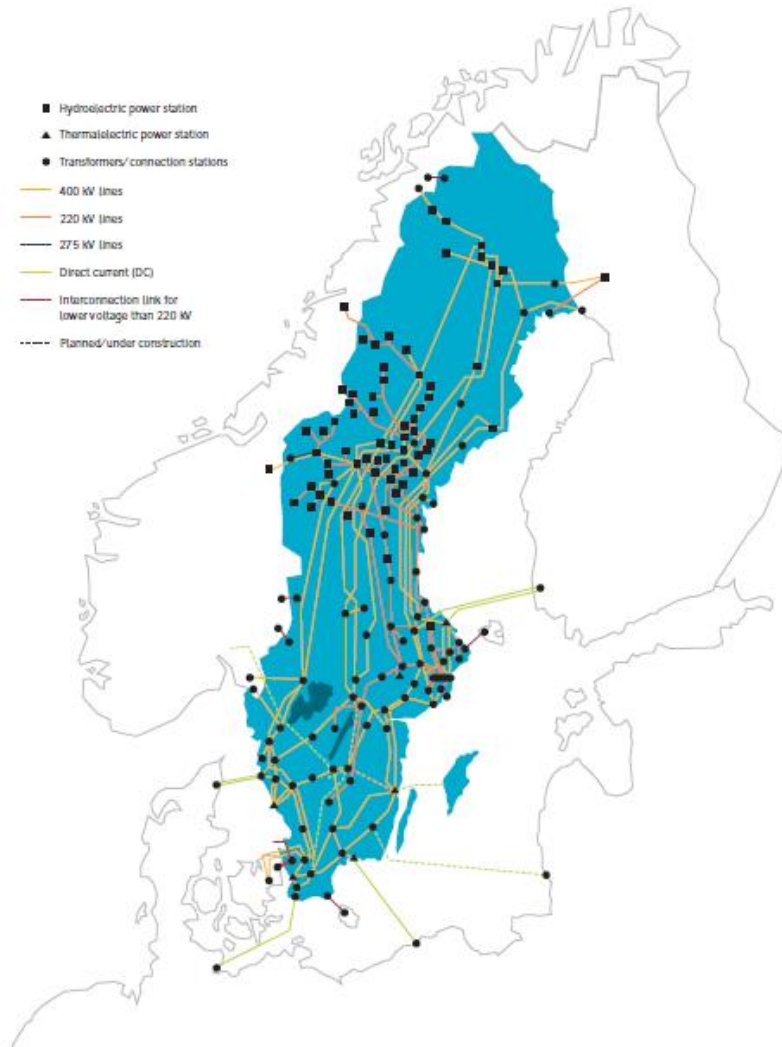 Hydroelectric power station
Thermalelectric power station
Transformers/connection stations
400 kV lines
220 kV lines
275 kV lines
Direct current (DC)
Interconnection link for
lower voltage than 220 kV
Planned/under construction